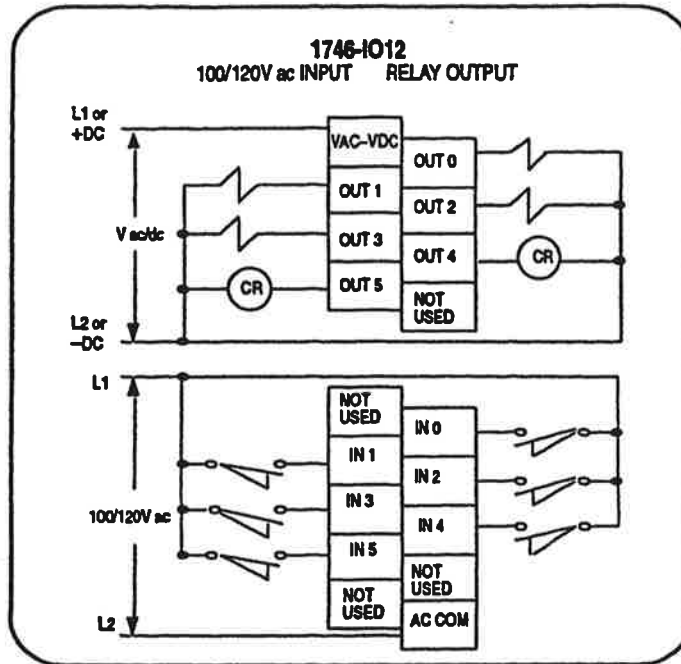 1746-IO12
100/120V ac INPUT RELAY OUTPUT
L1 or
+DC
VAC-VDC
OUT 0
OUT 1
OUT 2
V ac/dc
OUT 3
OUT 4
CR
OUT 5
CR
NOT
USED
L2 or
–DC
L1
NOT
USED
IN 0
IN 1
IN 2
IN 3
100/120V ac
IN 4
IN 5
NOT
USED
NOT
USED
AC COM
L2